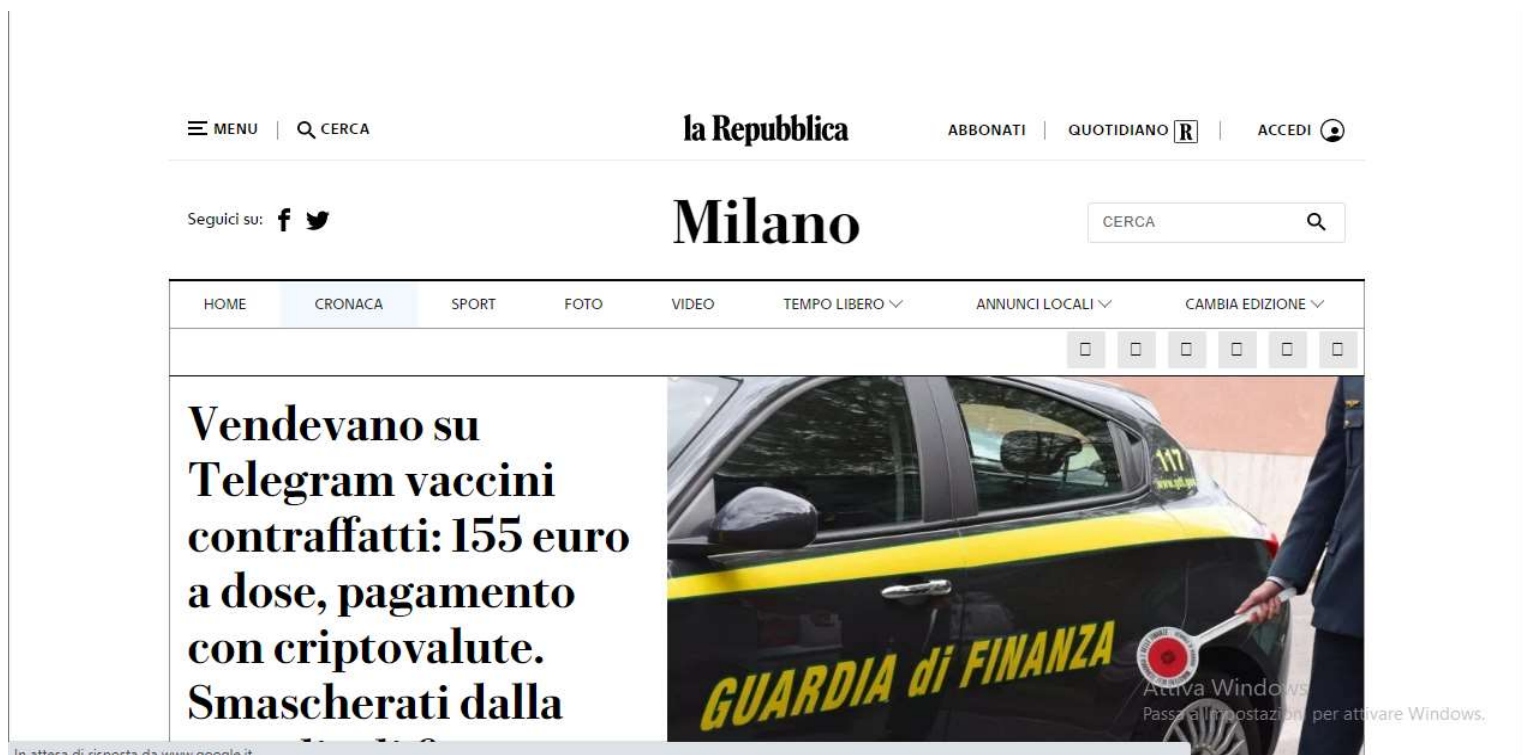 MENU CERCA la Repubblica ABBONATI QUOTIDIANO R ACCEDI
Seguici su: Milano CERCA
HOME CRONACA SPORT FOTO VIDEO TEMPO LIBERO ANNUNCI LOCALI CAMBIA EDIZIONE
Vendevano su
Telegram vaccini
contraffatti: 155 euro
a dose, pagamento
con criptovalute.
Smascherati dalla
117
GUARDIA di FINANZA
Attiva Windows
Passa a Impostazioni per attivare Windows.
In attesa di risposta da www.google.it